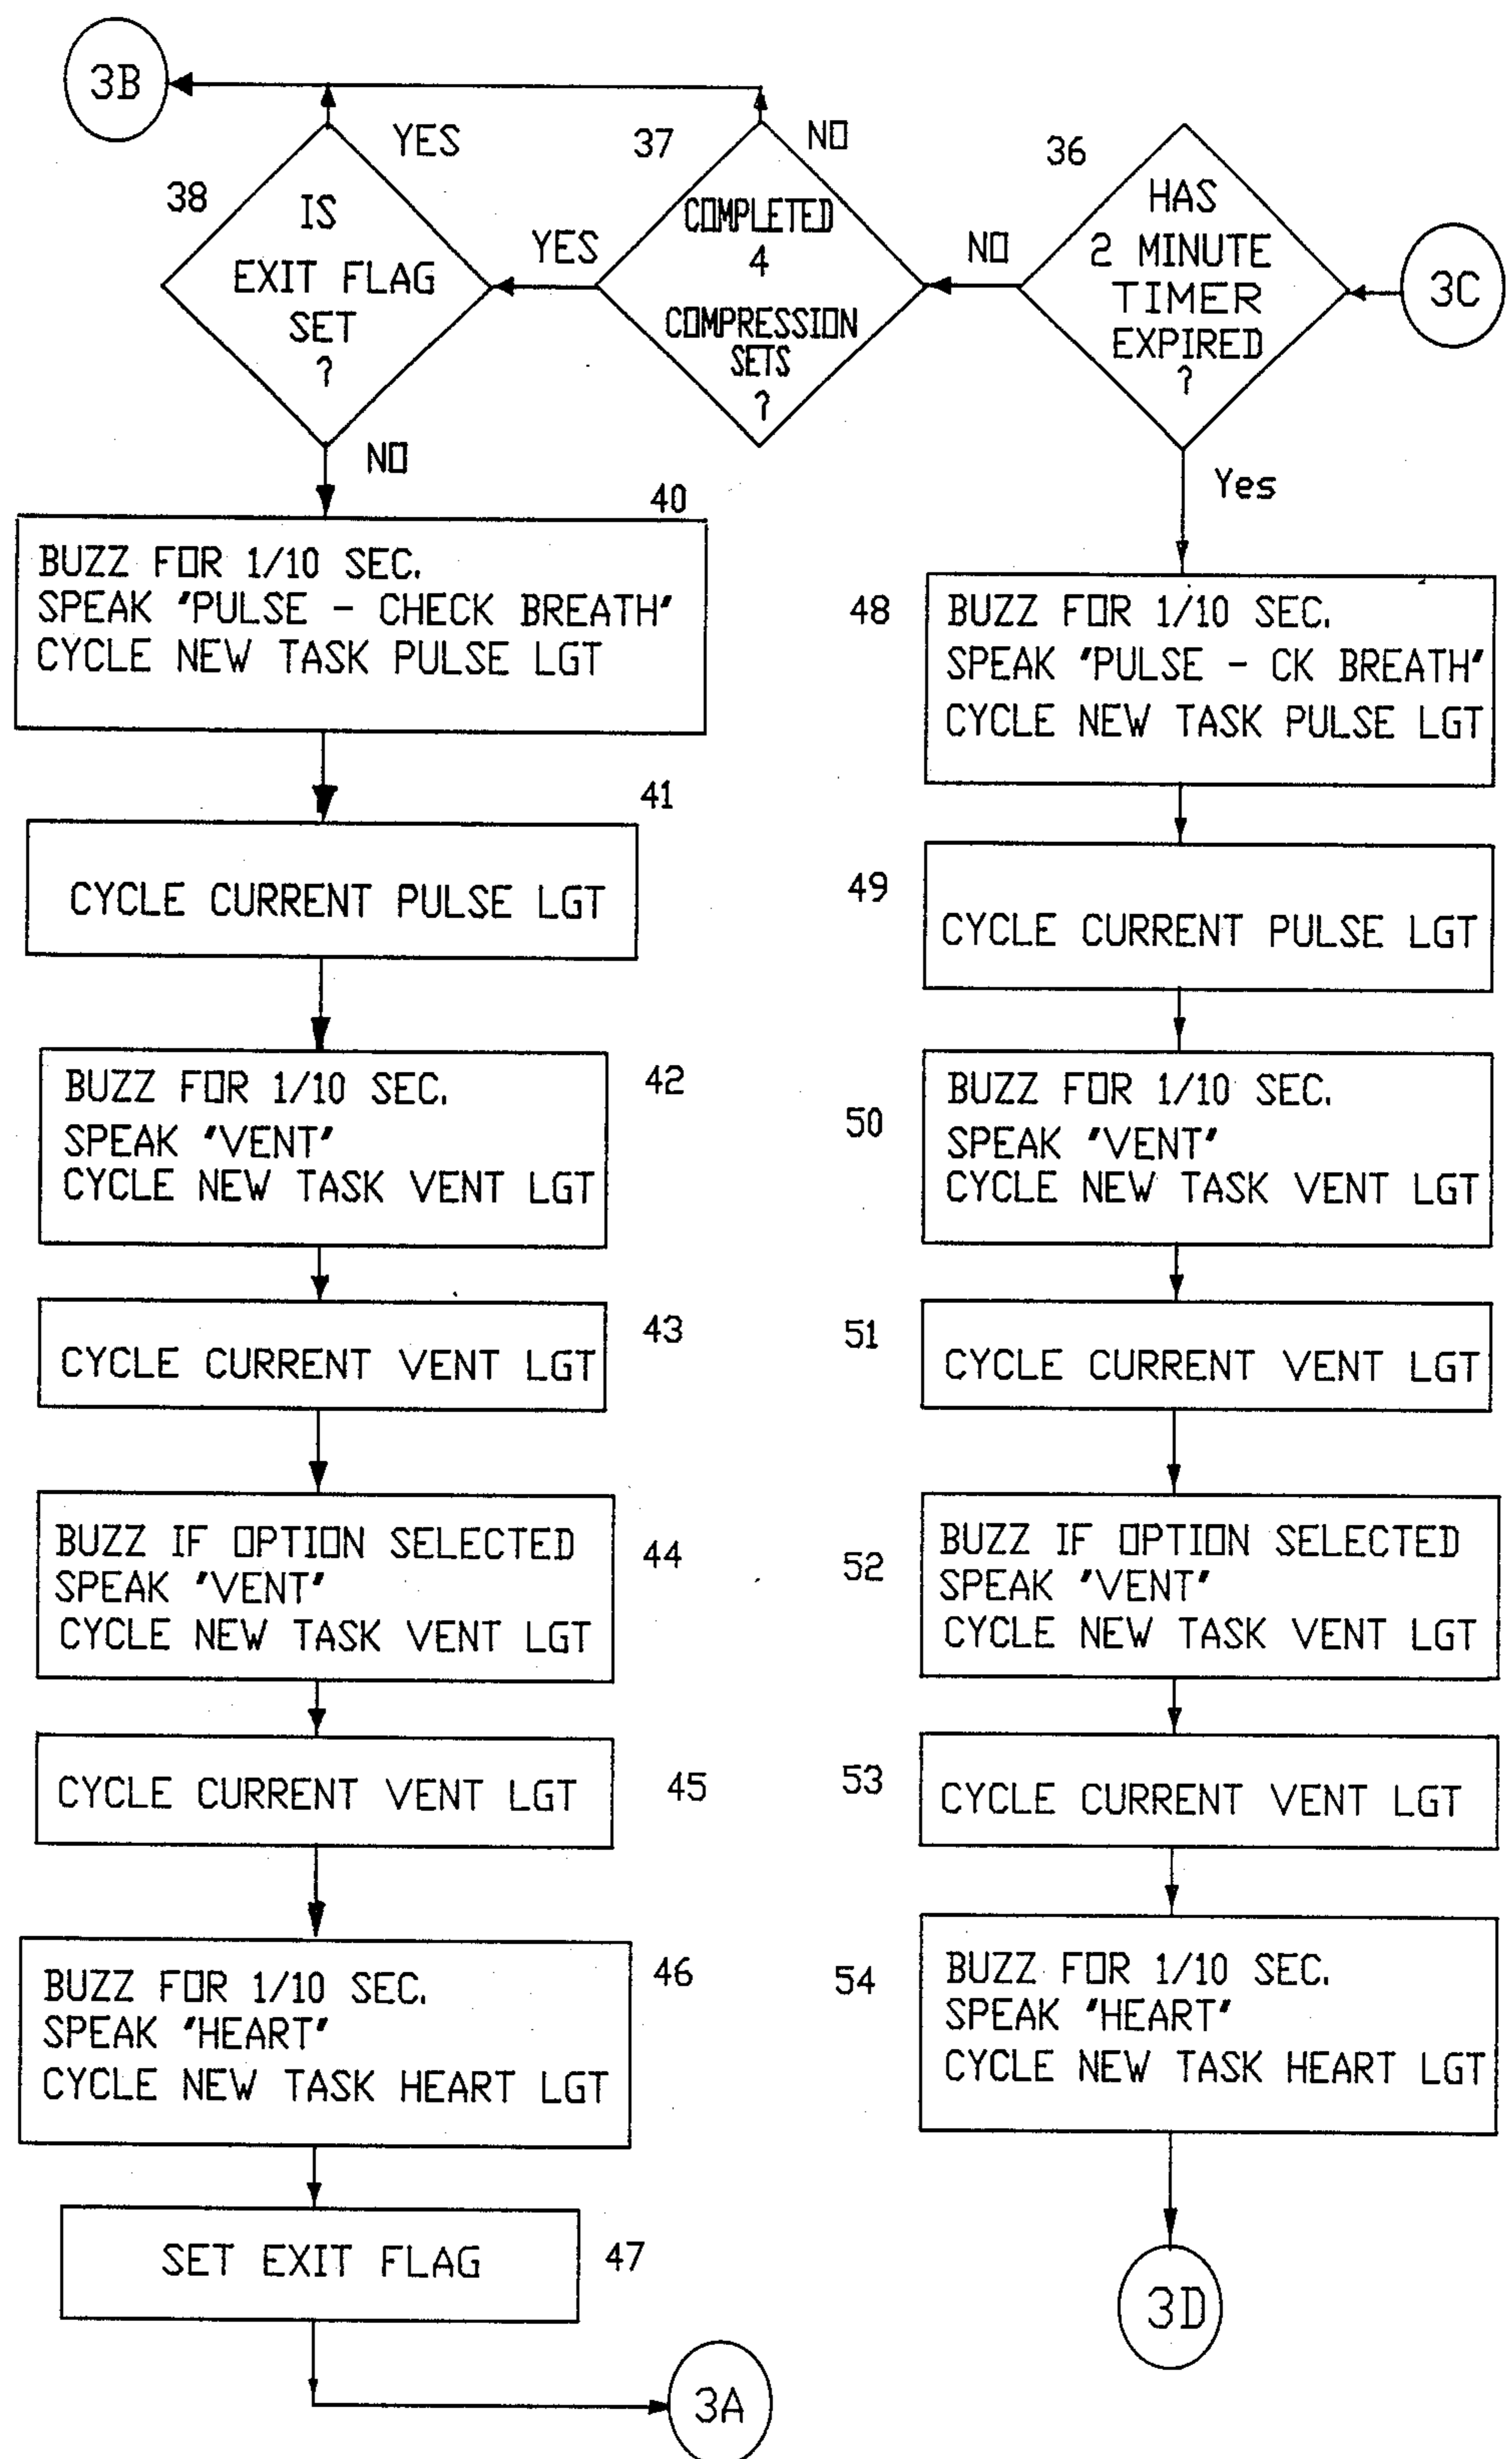 3B
YES
37
NO
36
38
IS
EXIT FLAG
SET
?
YES
COMPLETED
4
COMPRESSION
SETS
?
NO
HAS
2 MINUTE
TIMER
EXPIRED
?
3C
NO
Yes
40
BUZZ FOR 1/10 SEC.
SPEAK "PULSE - CHECK BREATH"
CYCLE NEW TASK PULSE LGT
41
CYCLE CURRENT PULSE LGT
42
BUZZ FOR 1/10 SEC.
SPEAK "VENT"
CYCLE NEW TASK VENT LGT
43
CYCLE CURRENT VENT LGT
44
BUZZ IF OPTION SELECTED
SPEAK "VENT"
CYCLE NEW TASK VENT LGT
CYCLE CURRENT VENT LGT
45
46
BUZZ FOR 1/10 SEC.
SPEAK "HEART"
CYCLE NEW TASK HEART LGT
SET EXIT FLAG
47
3A
48
BUZZ FOR 1/10 SEC.
SPEAK "PULSE - CK BREATH"
CYCLE NEW TASK PULSE LGT
49
CYCLE CURRENT PULSE LGT
50
BUZZ FOR 1/10 SEC.
SPEAK "VENT"
CYCLE NEW TASK VENT LGT
51
CYCLE CURRENT VENT LGT
52
BUZZ IF OPTION SELECTED
SPEAK "VENT"
CYCLE NEW TASK VENT LGT
53
CYCLE CURRENT VENT LGT
54
BUZZ FOR 1/10 SEC.
SPEAK "HEART"
CYCLE NEW TASK HEART LGT
3D